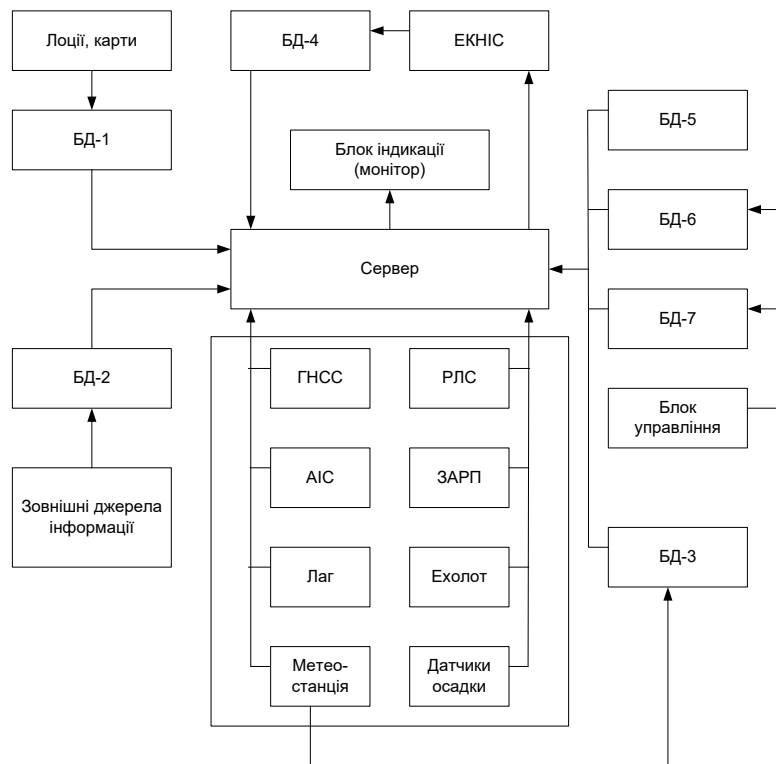 Лоції, карти
БД-4
ЕКНІС
БД-1
БД-5
Блок індикації
(монітор)
БД-6
Сервер
БД-7
БД-2
ГНСС
РЛС
Блок
управління
Зовнішні джерела
інформації
АІС
ЗАРП
Лаг
Ехолот
БД-3
Метео-
станція
Датчики
осадки